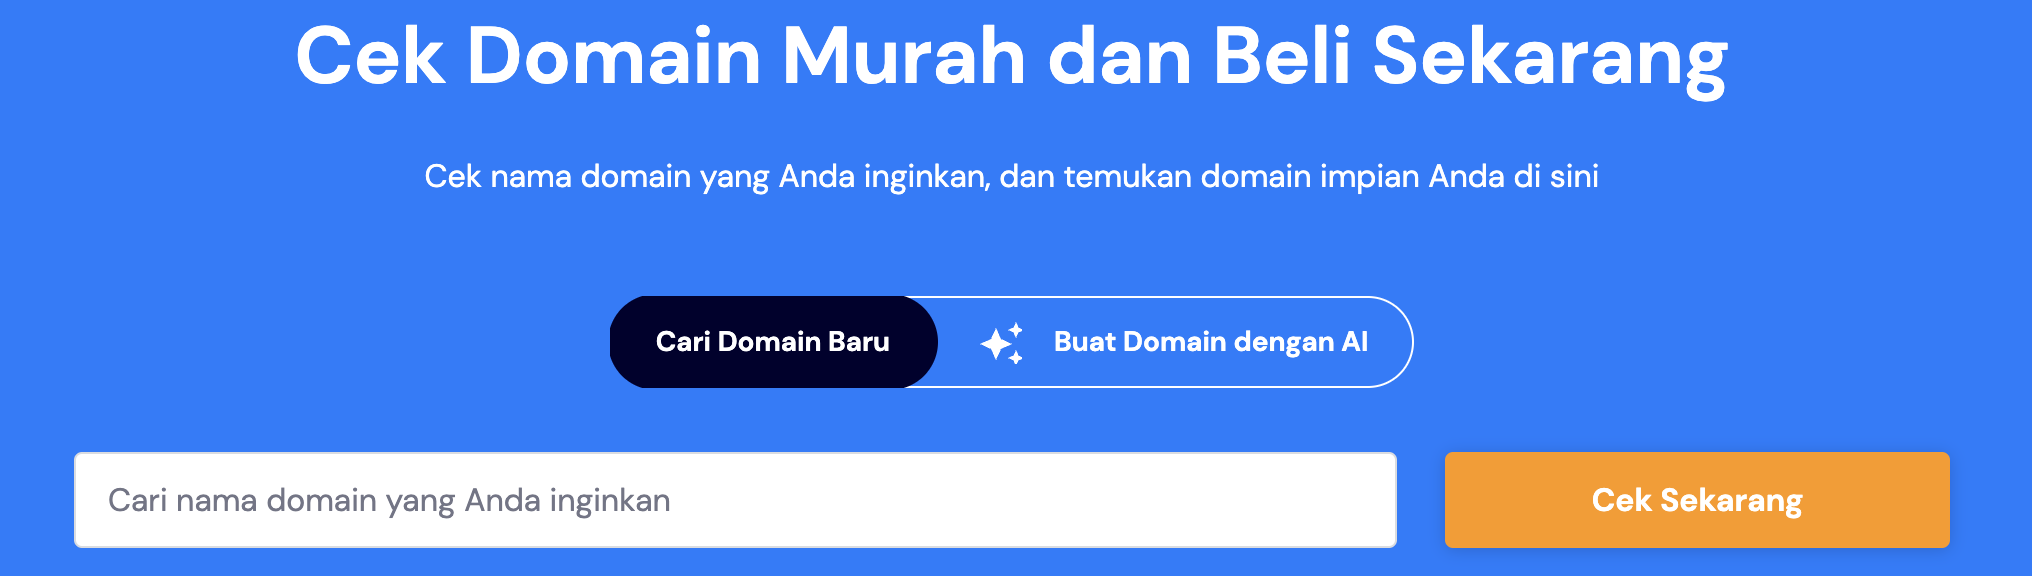 Cek Domain Murah dan Beli Sekarang
Cek nama domain yang Anda inginkan, dan temukan domain impian Anda di sini
Cari Domain Baru
Buat Domain dengan AI
Cari nama domain yang Anda inginkan
Cek Sekarang